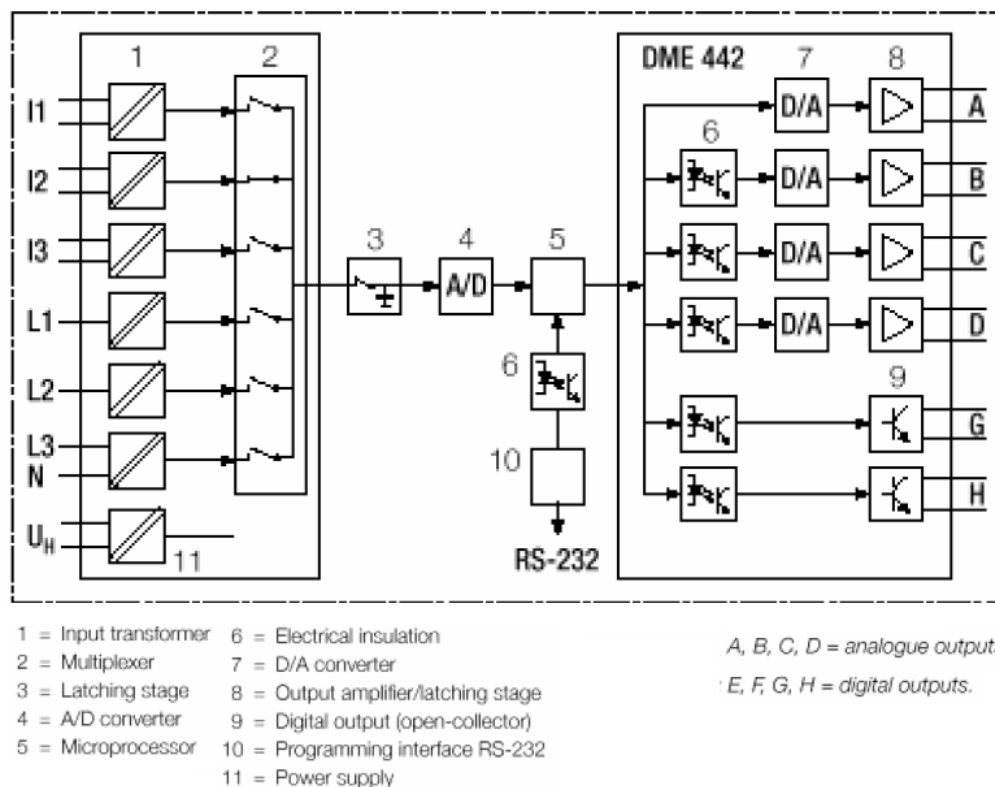 1 2 DME 442 7 8
I1 D/A A
6
I2 D/A B
I3 3 4 5 D/A C
A/D
L1 D/A D
L2 6 9
G
L3
N 10
H
U_H 11 RS-232
1 = Input transformer
2 = Multiplexer
3 = Latching stage
4 = A/D converter
5 = Microprocessor
6 = Electrical insulation
7 = D/A converter
8 = Output amplifier/latching stage
9 = Digital output (open-collector)
10 = Programming interface RS-232
11 = Power supply
A, B, C, D = analogue outputs
E, F, G, H = digital outputs.